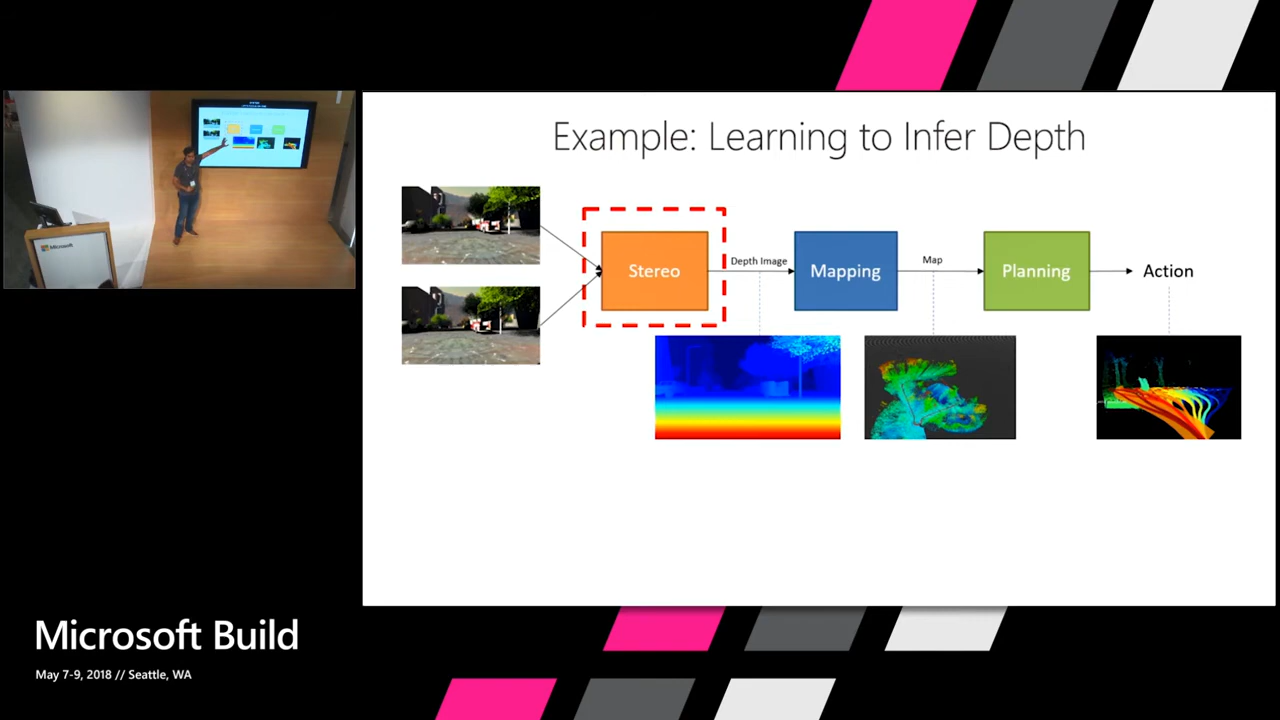 Example: Learning to Infer Depth
Stereo
Depth Image
Mapping
Map
Planning
Action
Microsoft
Microsoft Build
May 7-9, 2018 // Seattle, WA